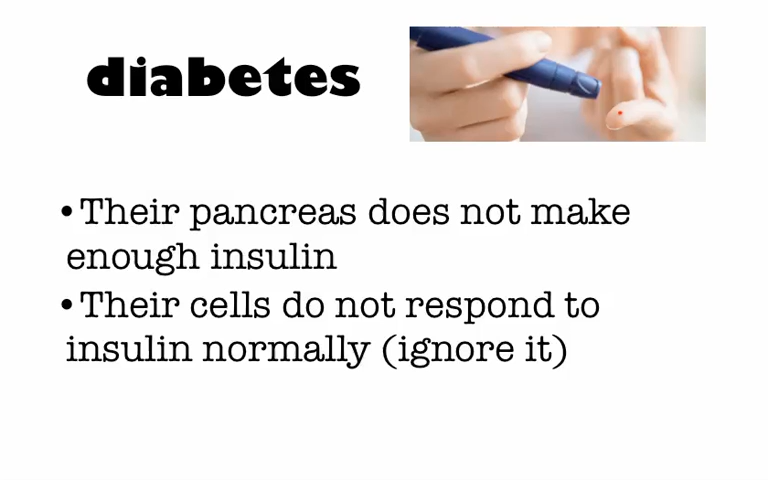 diabetes
•Their pancreas does not make
enough insulin
•Their cells do not respond to
insulin normally (ignore it)